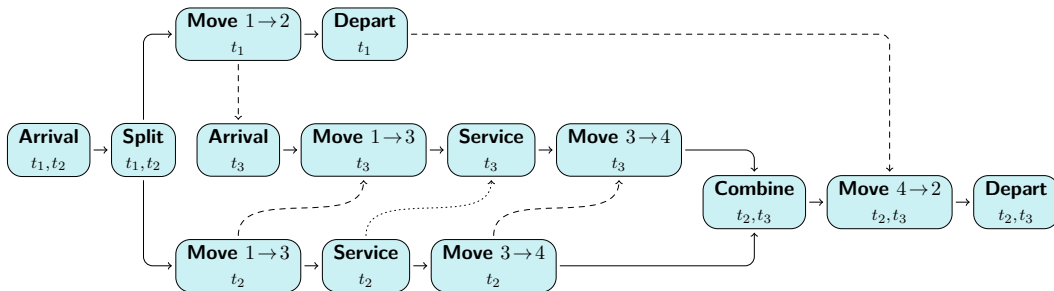 Move 1→2
t₁
Depart
t₁
Arrival
t₁, t₂
Split
t₁, t₂
Arrival
t₃
Move 1→3
t₃
Service
t₃
Move 3→4
t₃
Combine
t₂, t₃
Move 4→2
t₂, t₃
Depart
t₂, t₃
Move 1→3
t₂
Service
t₂
Move 3→4
t₂